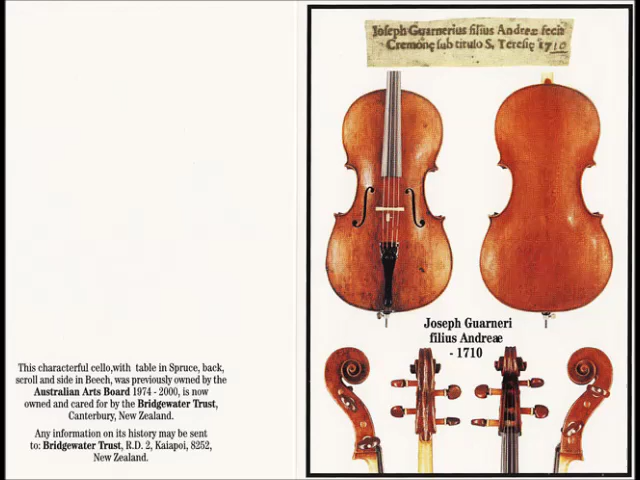 Joseph Guarnerius filius Andreæ fecit
Cremonę sub titulo S. Teresię 1710
Joseph Guarneri
filius Andreæ
- 1710
This characterful cello,with table in Spruce, back,
scroll and side in Beech, was previously owned by the
Australian Arts Board 1974 - 2000, is now
owned and cared for by the Bridgewater Trust,
Canterbury, New Zealand.
Any information on its history may be sent
to: Bridgewater Trust, R.D. 2, Kaiapoi, 8252,
New Zealand.